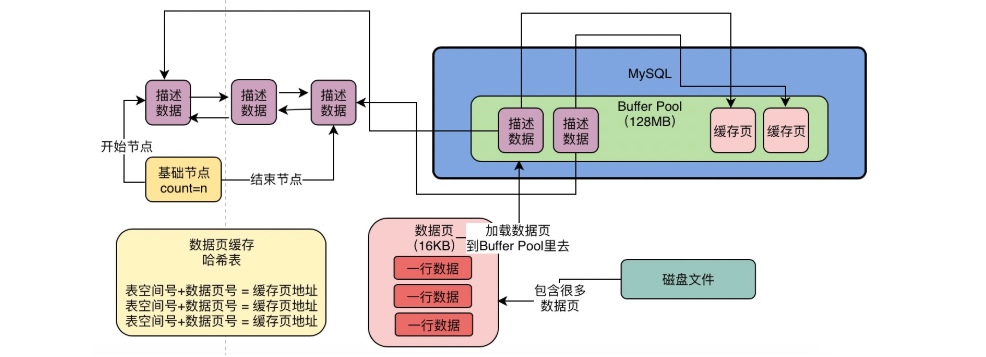 描述
数据
描述
数据
描述
数据
开始节点
基础节点
count=n
结束节点
MySQL
Buffer Pool
（128MB）
描述
数据
描述
数据
缓存页
缓存页
数据页缓存
哈希表
表空间号+数据页号 = 缓存页地址
表空间号+数据页号 = 缓存页地址
表空间号+数据页号 = 缓存页地址
数据页
（16KB）
加载数据页
到Buffer Pool里去
一行数据
一行数据
一行数据
包含很多
数据页
磁盘文件